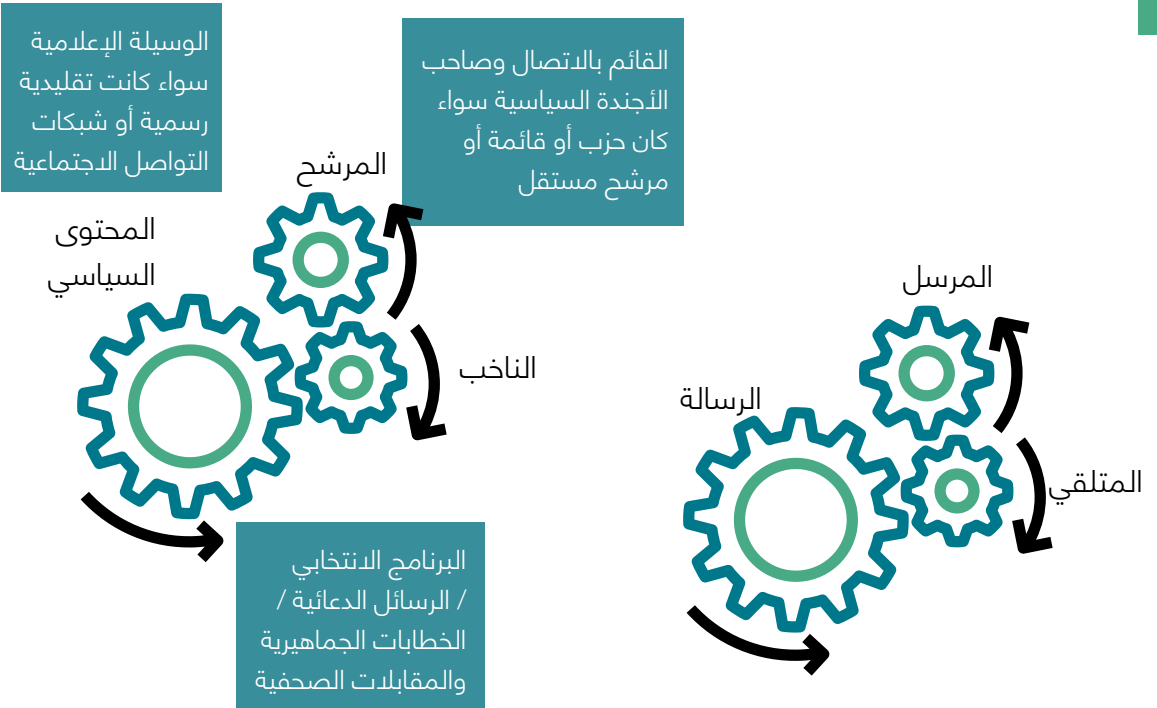 الوسيلة الإعلامية
سواء كانت تقليدية
رسمية أو شبكات
التواصل الاجتماعية
القائم بالاتصال وصاحب
الأجندة السياسية سواء
كان حزب أو قائمة أو
مرشح مستقل
المرشح
المحتوى
السياسي
الناخب
البرنامج الانتخابي
/ الرسائل الدعائية /
الخطابات الجماهيرية
والمقابلات الصحفية
المرسل
الرسالة
المتلقي